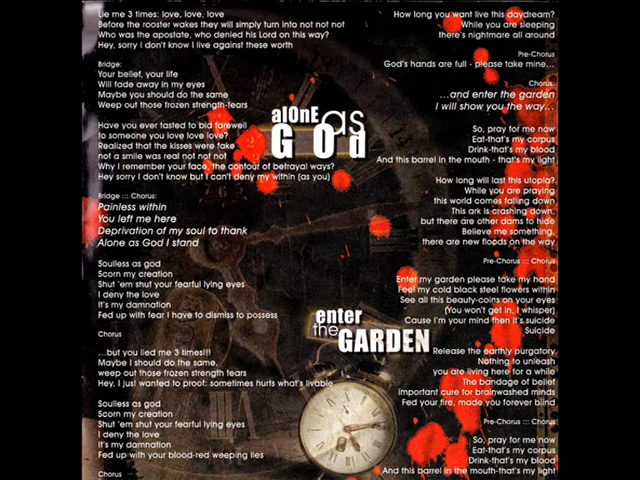 Lie me 3 times: love, love, love
Before the rooster wakes they will simply turn into not not not
Who was the apostate, who denied his Lord on this way?
Hey, sorry I don't know I live against these worth
Bridge:
Your belief, your life
Will fade away in my eyes
Maybe you should do the same
Weep out those frozen strength-tears
alOnE as
GOd
Have you ever tasted to bid farewell
to someone you love love love?
Realized that the kisses were fake
not a smile was real not not not
Why I remember your face, the contour of betrayal ways?
Hey sorry I don't know but I can't deny my within (as you)
Bridge ::: Chorus:
Painless within
You left me here
Deprivation of my soul to thank
Alone as God I stand
Soulless as god
Scorn my creation
Shut 'em shut your fearful lying eyes
I deny the love
It's my damnation
Fed up with fear I have to dismiss to possess
Chorus
...but you lied me 3 times!!!
Maybe I should do the same,
weep out those frozen strength tears
Hey, I just wanted to proof: sometimes hurts what's livable
Soulless as god
Scorn my creation
Shut 'em shut your fearful lying eyes
I deny the love
It's my damnation
Fed up with your blood-red weeping lies
Chorus
enter
the
GARDEN
How long you want live this daydream?
While you are sleeping
there's nightmare all around
Pre-Chorus
God's hands are full - please take mine...
Chorus:
...and enter the garden
I will show you the way...
So, pray for me now
Eat-that's my corpus
Drink-that's my blood
And this barrel in the mouth - that's my light
How long will last this utopia?
While you are praying
this world comes falling down
This ark is crashing down,
but there are other dams to hide
Believe me something,
there are new floods on the way
Pre-Chorus ::: Chorus
Enter my garden please take my hand
Feel my cold black steel flowers within
See all this beauty-coins on your eyes
(You won't get in, I whisper)
Cause I'm your mind then it's suicide
Suicide
Release the earthly purgatory
Nothing to unleash
you are living here for a while
The bandage of belief
important cure for brainwashed minds
Fed your fire, made you forever blind
Pre-Chorus ::: Chorus
So, pray for me now
Eat-that's my corpus
Drink-that's my blood
And this barrel in the mouth-that's my light